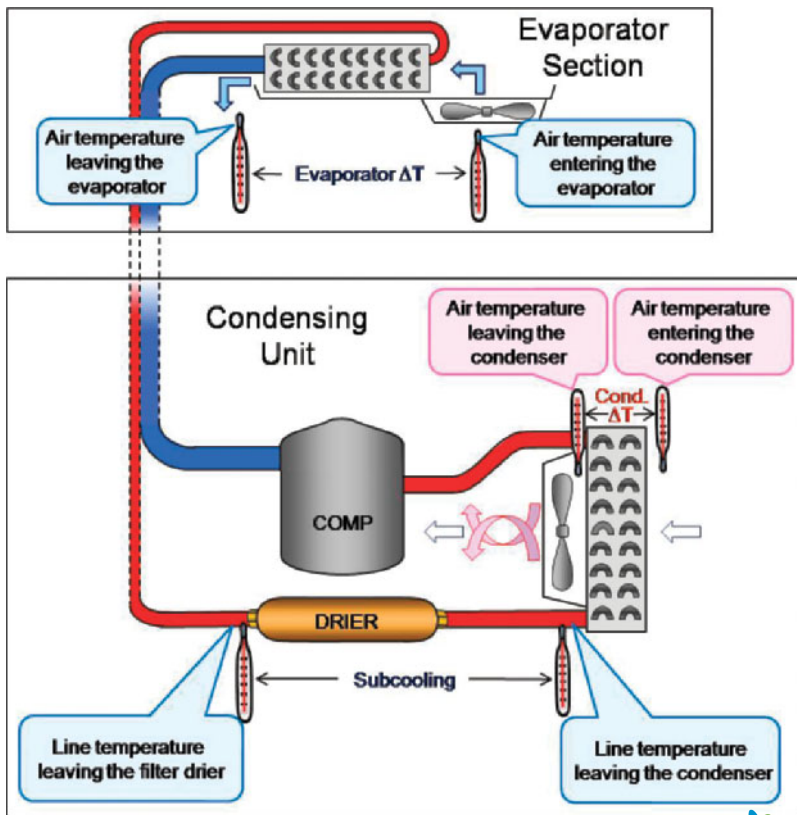 Evaporator
Section
Air temperature
leaving the
evaporator
Evaporator ΔT
Air temperature
entering the
evaporator
Condensing
Unit
Air temperature
leaving the
condenser
Air temperature
entering the
condenser
Cond.
ΔT
COMP
DRIER
Subcooling
Line temperature
leaving the filter drier
Line temperature
leaving the condenser